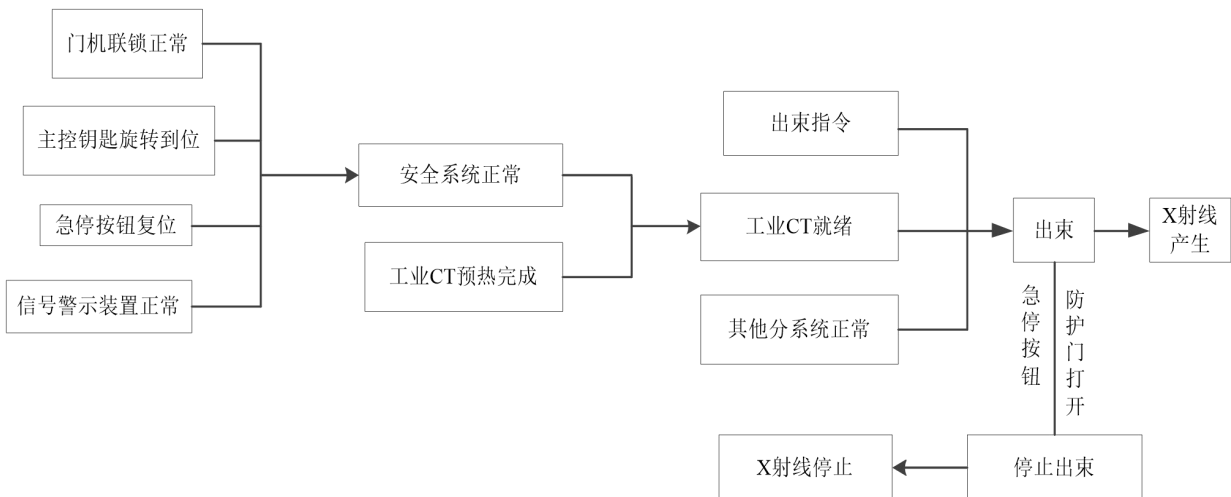 门机联锁正常
主控钥匙旋转到位
急停按钮复位
信号警示装置正常
安全系统正常
工业CT预热完成
出束指令
工业CT就绪
其他分系统正常
出束
X射线
产生
急停按钮
防护门打开
停止出束
X射线停止